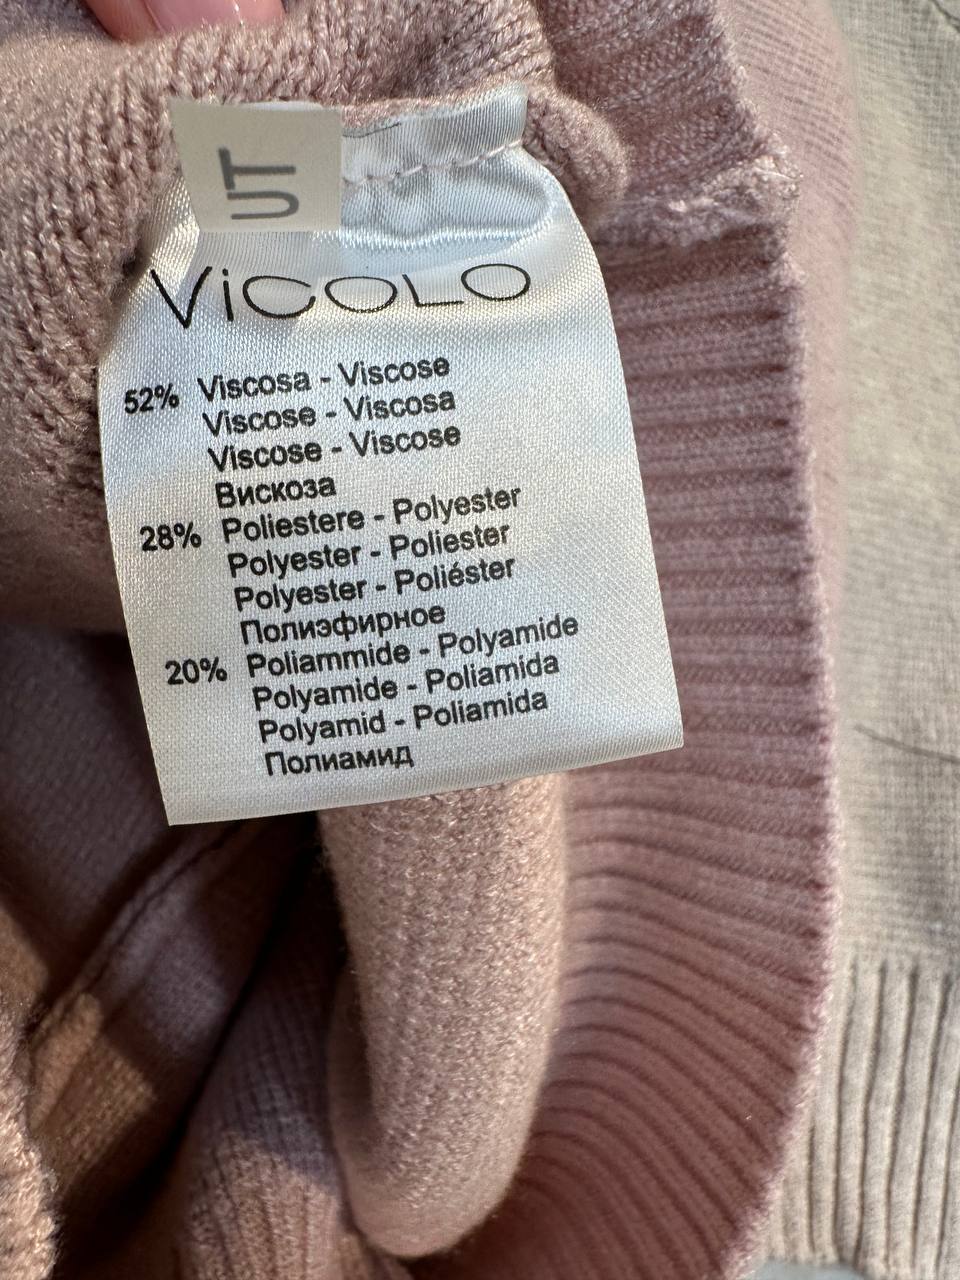 UT
VICOLO
52% Viscosa - Viscose
Viscose - Viscosa
Viscose - Viscose
Вискоза
28% Poliestere - Polyester
Polyester - Poliester
Polyester - Poliéster
Полиэфирное
20% Poliammide - Polyamide
Polyamide - Poliamida
Polyamid - Poliamida
Полиамид